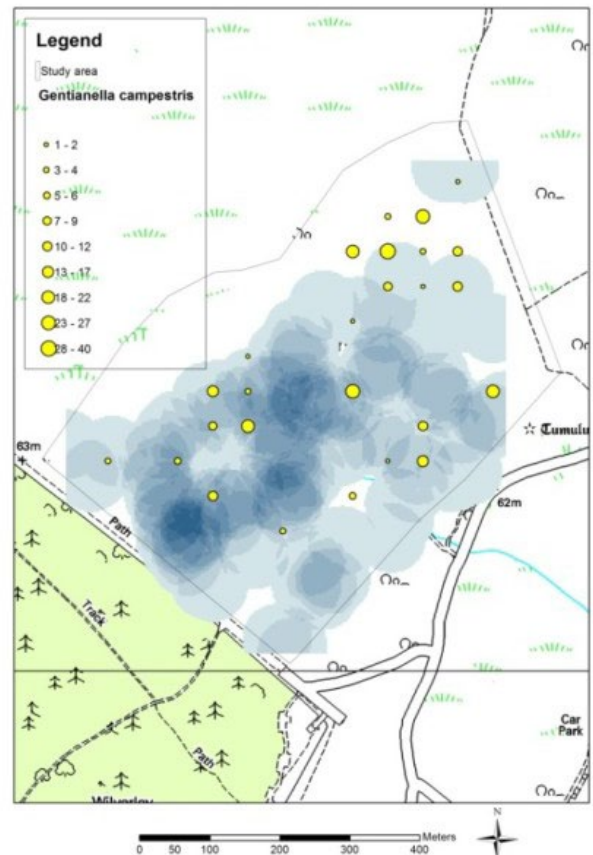 Legend
Study area
Gentianella campestris
1 - 2
3 - 4
5 - 6
7 - 9
10 - 12
13 - 17
18 - 22
23 - 27
28 - 40
Tumulu
63m
62m
Path
Track
Path
Car
Park
Wilverley
N
Meters
0 50 100 200 300 400